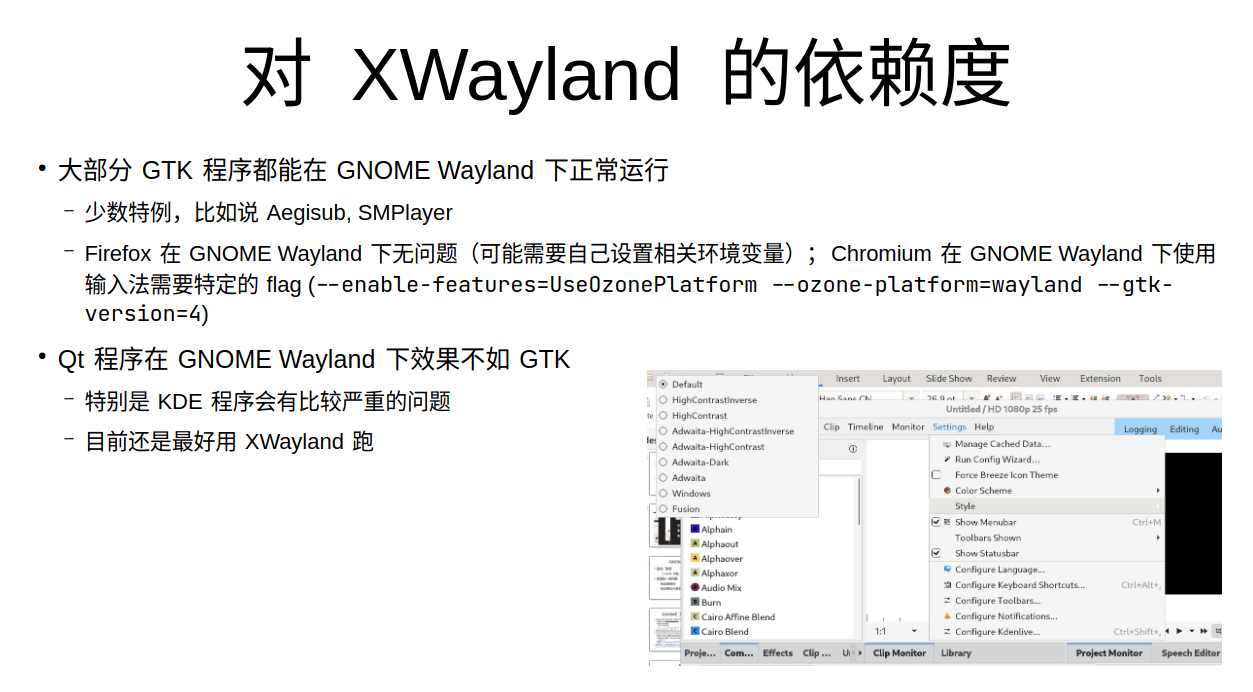 对 XWayland 的依赖度
• 大部分 GTK 程序都能在 GNOME Wayland 下正常运行
– 少数特例，比如说 Aegisub, SMPlayer
– Firefox 在 GNOME Wayland 下无问题（可能需要自己设置相关环境变量）； Chromium 在 GNOME Wayland 下使用
输入法需要特定的 flag (--enable-features=UseOzonePlatform --ozone-platform=wayland --gtk-
version=4)
• Qt 程序在 GNOME Wayland 下效果不如 GTK
– 特别是 KDE 程序会有比较严重的问题
– 目前还是最好用 XWayland 跑
Insert Layout Slide Show Review View Extension Tools
Default
HighContrastInverse
HighContrast
Adwaita-HighContrastInverse
Adwaita-HighContrast
Adwaita-Dark
Adwaita
Windows
Fusion
26.9 pt
Untitled / HD 1080p 25 fps
Clip Timeline Monitor Settings Help
Logging Editing
Manage Cached Data...
Run Config Wizard...
Force Breeze Icon Theme
Color Scheme
Style
Show Menubar Ctrl+M
Toolbars Shown
Show Statusbar
Configure Language...
Configure Keyboard Shortcuts... Ctrl+Alt+,
Configure Toolbars...
Configure Notifications...
Configure Kdenlive... Ctrl+Shift+,
Alphain
Alphaout
Alphaover
Alphaxor
Audio Mix
Burn
Cairo Affine Blend
Cairo Blend
1:1
Proje... Com... Effects Clip ... Clip Monitor Library Project Monitor Speech Editor